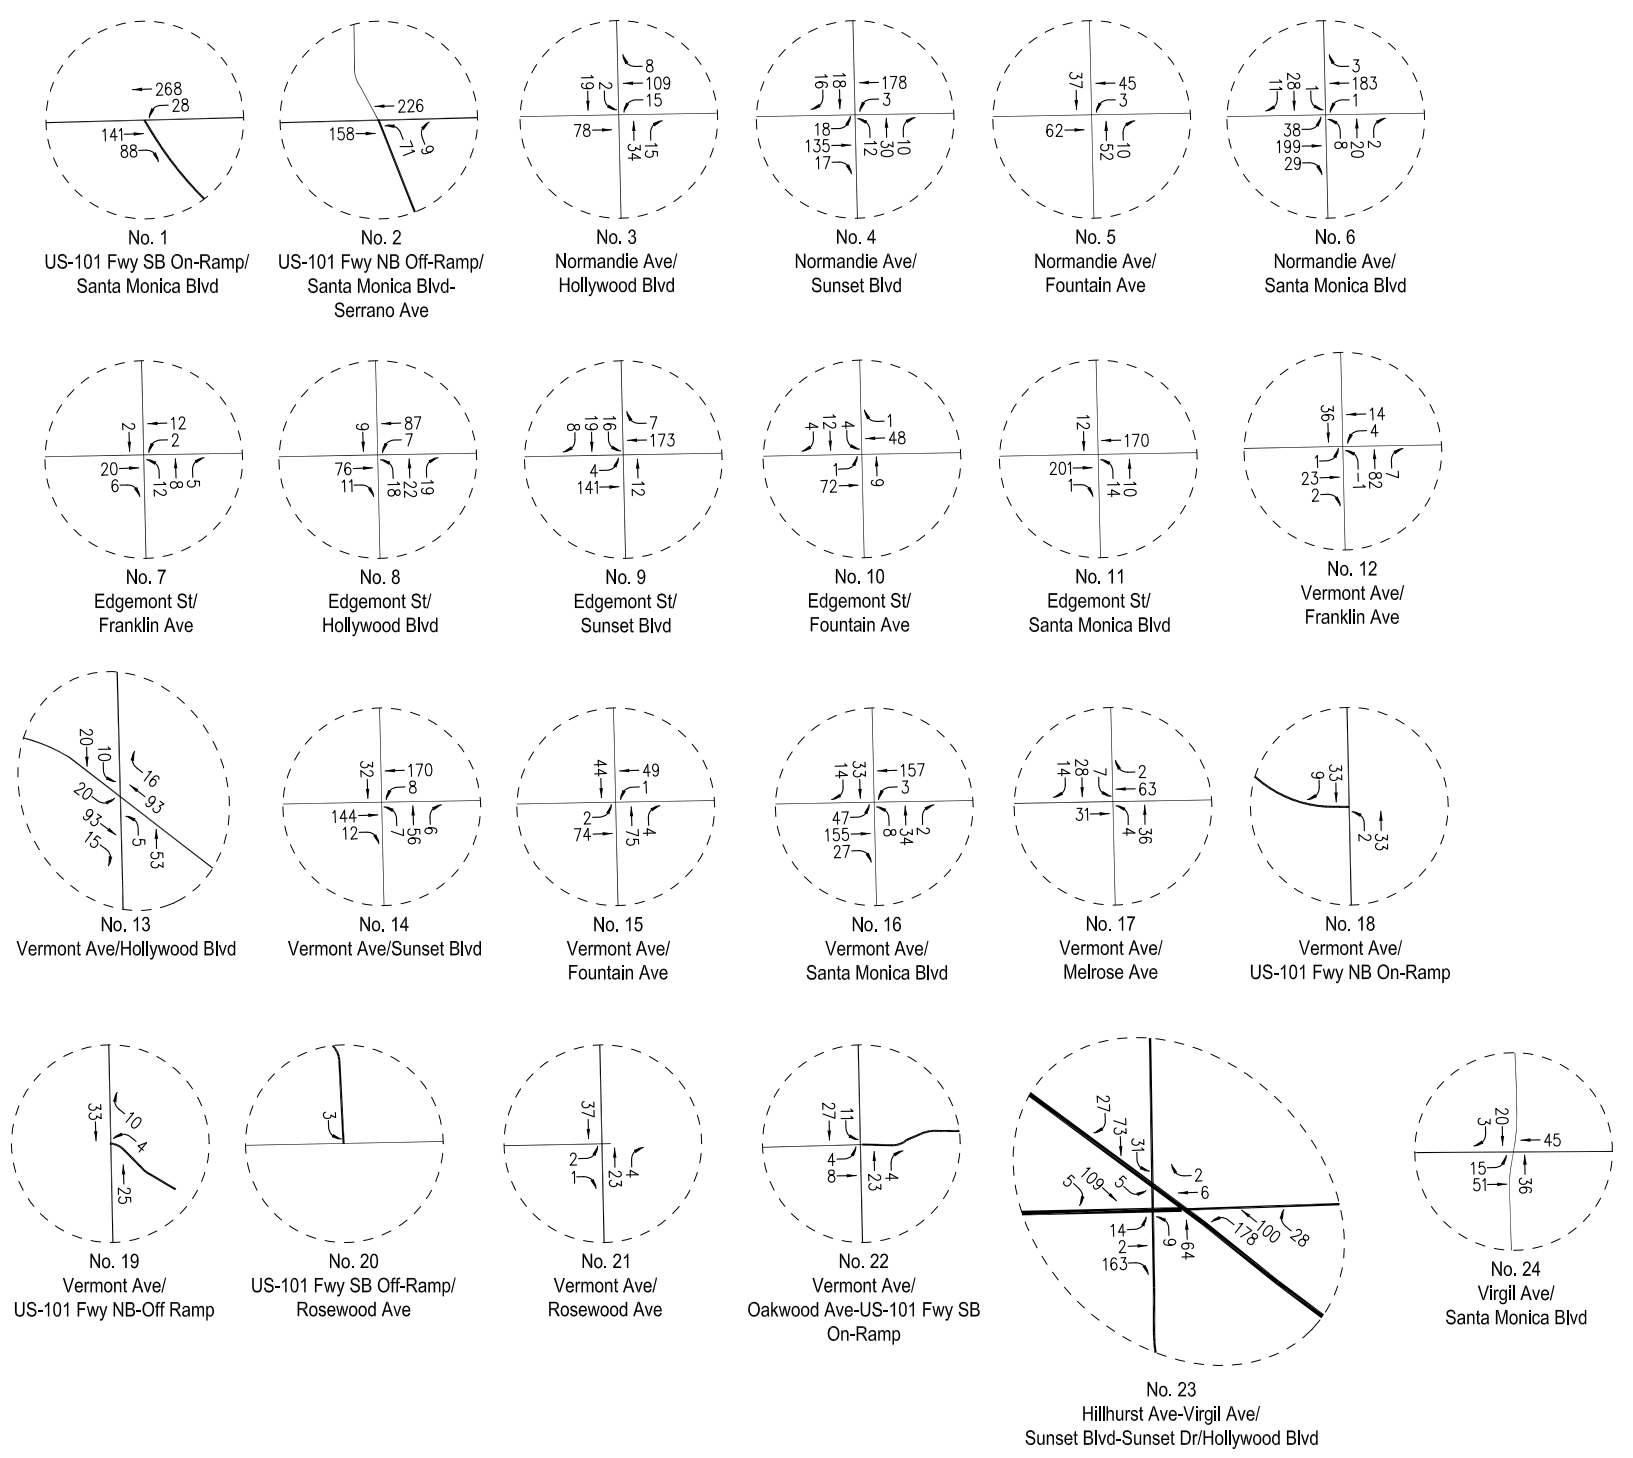 268
28
141
88
No. 1
US-101 Fwy SB On-Ramp/
Santa Monica Blvd
226
158
71
9
No. 2
US-101 Fwy NB Off-Ramp/
Santa Monica Blvd-
Serrano Ave
19
2
8
109
15
78
34
15
No. 3
Normandie Ave/
Hollywood Blvd
16
18
178
3
18
135
17
12
30
10
No. 4
Normandie Ave/
Sunset Blvd
37
45
3
62
52
10
No. 5
Normandie Ave/
Fountain Ave
11
28
1
3
183
1
38
199
29
8
20
2
No. 6
Normandie Ave/
Santa Monica Blvd
2
12
2
20
6
12
8
5
No. 7
Edgemont St/
Franklin Ave
9
87
7
76
11
18
22
19
No. 8
Edgemont St/
Hollywood Blvd
8
19
16
7
173
4
141
12
No. 9
Edgemont St/
Sunset Blvd
4
12
4
1
48
1
72
9
No. 10
Edgemont St/
Fountain Ave
12
170
201
1
14
10
No. 11
Edgemont St/
Santa Monica Blvd
36
14
4
1
23
2
1
82
7
No. 12
Vermont Ave/
Franklin Ave
20
10
16
93
20
93
15
5
53
No. 13
Vermont Ave/Hollywood Blvd
32
170
8
144
12
7
56
6
No. 14
Vermont Ave/Sunset Blvd
44
49
1
2
74
75
4
No. 15
Vermont Ave/
Fountain Ave
14
33
157
3
47
155
27
8
34
2
No. 16
Vermont Ave/
Santa Monica Blvd
14
28
7
2
63
31
4
36
No. 17
Vermont Ave/
Melrose Ave
9
33
2
33
No. 18
Vermont Ave/
US-101 Fwy NB On-Ramp
33
10
4
25
No. 19
Vermont Ave/
US-101 Fwy NB-Off Ramp
3
No. 20
US-101 Fwy SB Off-Ramp/
Rosewood Ave
37
2
1
23
4
No. 21
Vermont Ave/
Rosewood Ave
27
11
4
8
23
4
No. 22
Vermont Ave/
Oakwood Ave-US-101 Fwy SB
On-Ramp
27
73
31
2
6
5
109
5
14
2
163
9
64
178
100
28
No. 23
Hillhurst Ave-Virgil Ave/
Sunset Blvd-Sunset Dr/Hollywood Blvd
3
20
45
15
51
36
No. 24
Virgil Ave/
Santa Monica Blvd